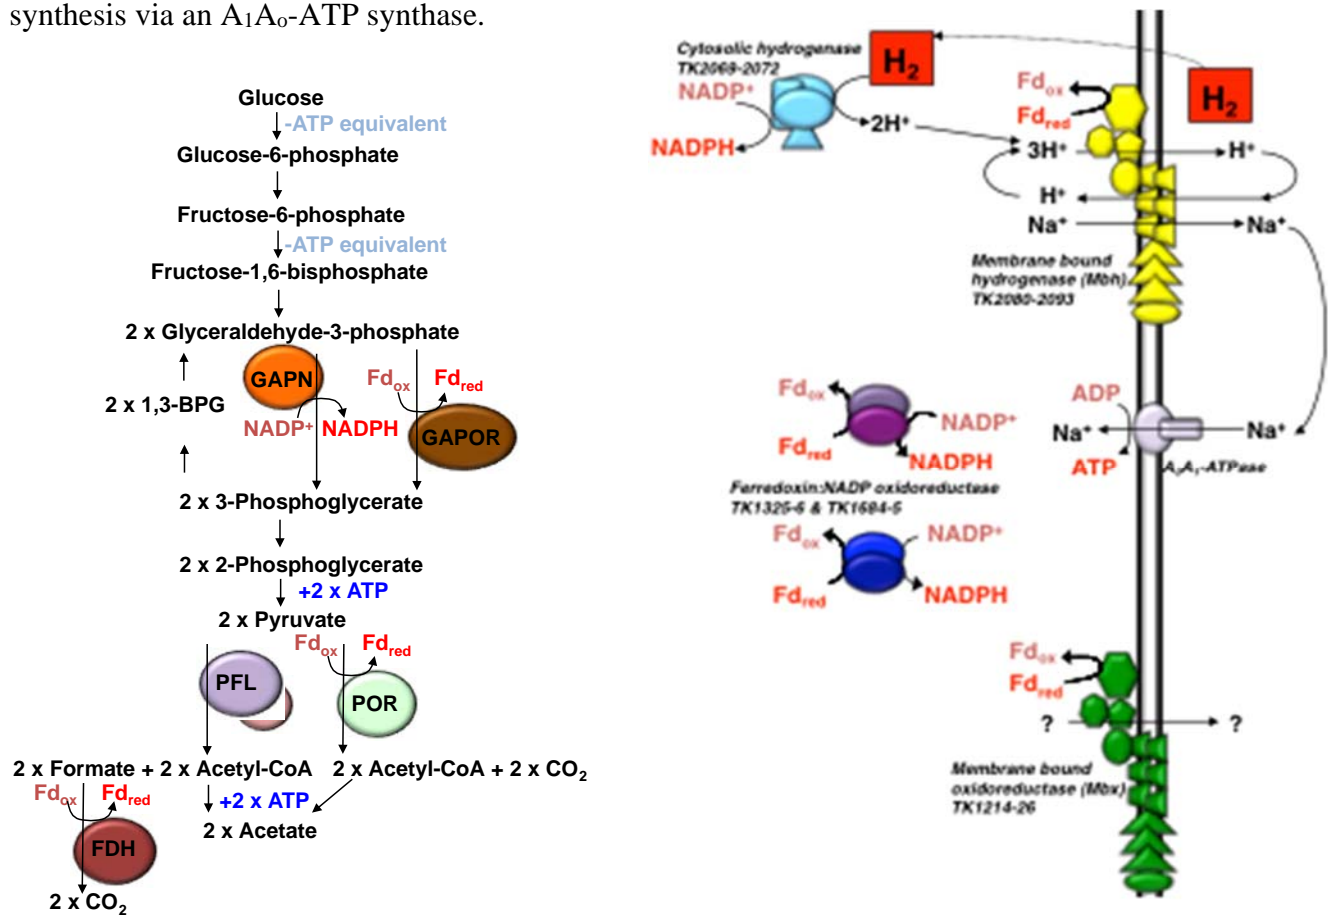 synthesis via an A₁Aₒ-ATP synthase.
Glucose
-ATP equivalent
Glucose-6-phosphate
Fructose-6-phosphate
-ATP equivalent
Fructose-1,6-bisphosphate
2 x Glyceraldehyde-3-phosphate
GAPN
Fdox
Fdred
2 x 1,3-BPG
NADP⁺
NADPH
GAPOR
2 x 3-Phosphoglycerate
2 x 2-Phosphoglycerate
+2 x ATP
2 x Pyruvate
Fdox
Fdred
PFL
POR
2 x Formate + 2 x Acetyl-CoA
2 x Acetyl-CoA + 2 x CO₂
Fdox
Fdred
+2 x ATP
2 x Acetate
FDH
2 x CO₂
Cytosolic hydrogenase
TK2069-2072
NADP⁺
NADPH
H₂
2H⁺
H₂
Fdox
Fdred
3H⁺
H⁺
H⁺
Na⁺
Na⁺
Membrane bound
hydrogenase (Mbh)
TK2080-2093
Fdox
NADP⁺
Fdred
NADPH
Ferredoxin:NADP oxidoreductase
TK1325-6 & TK1684-5
Fdox
NADP⁺
Fdred
NADPH
ADP
Na⁺
Na⁺
ATP
-ATPase
Fdox
Fdred
?
?
Membrane bound
oxidoreductase (Mbx)
TK1214-26